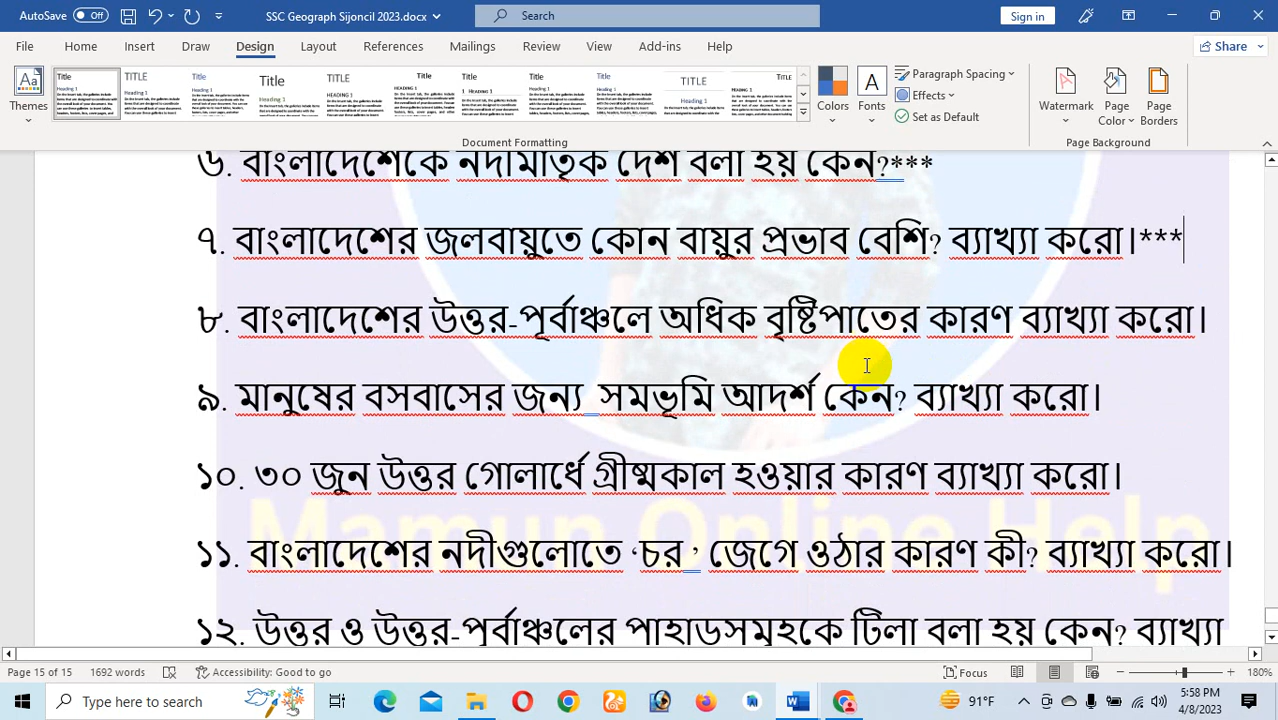 AutoSave Off
SSC Geograph Sijoncil 2023.docx
Search
Sign in
File Home Insert Draw Design Layout References Mailings Review View Add-ins Help
Share
Themes
Colors
Fonts
Paragraph Spacing
Effects
Set as Default
Watermark
Page Color
Page Borders
Document Formatting
Page Background
৬. বাংলাদেশকে নদীমাতৃক দেশ বলা হয় কেন?***
৭. বাংলাদেশের জলবায়ুতে কোন বায়ুর প্রভাব বেশি? ব্যাখ্যা করো।***
৮. বাংলাদেশের উত্তর-পূর্বাঞ্চলে অধিক বৃষ্টিপাতের কারণ ব্যাখ্যা করো।
৯. মানুষের বসবাসের জন্য সমভূমি আদর্শ কেন? ব্যাখ্যা করো।
১০. ৩০ জুন উত্তর গোলার্ধে গ্রীষ্মকাল হওয়ার কারণ ব্যাখ্যা করো।
১১. বাংলাদেশের নদীগুলোতে ‘চর ’ জেগে ওঠার কারণ কী? ব্যাখ্যা করো।
১২. উত্তর ও উত্তর-পূর্বাঞ্চলের পাহাড়সমূহকে টিলা বলা হয় কেন? ব্যাখ্যা
Mamun Online Help
Page 15 of 15 1692 words Accessibility: Good to go Focus 180%
Type here to search
91°F
5:58 PM
4/8/2023